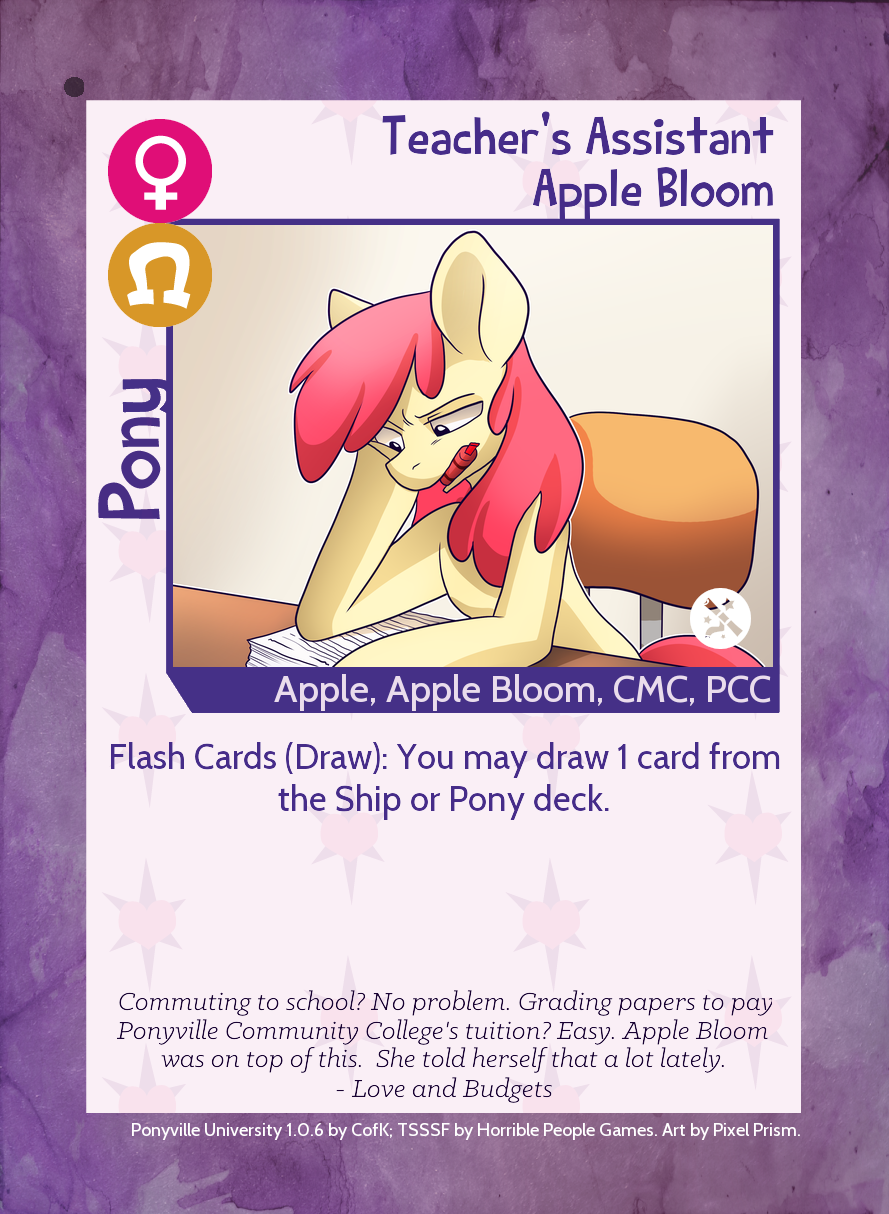 Teacher's Assistant
Apple Bloom
Pony
Apple, Apple Bloom, CMC, PCC
Flash Cards (Draw): You may draw 1 card from
the Ship or Pony deck.
Commuting to school? No problem. Grading papers to pay
Ponyville Community College's tuition? Easy. Apple Bloom
was on top of this.  She told herself that a lot lately.
- Love and Budgets
Ponyville University 1.0.6 by CofK; TSSSF by Horrible People Games. Art by Pixel Prism.